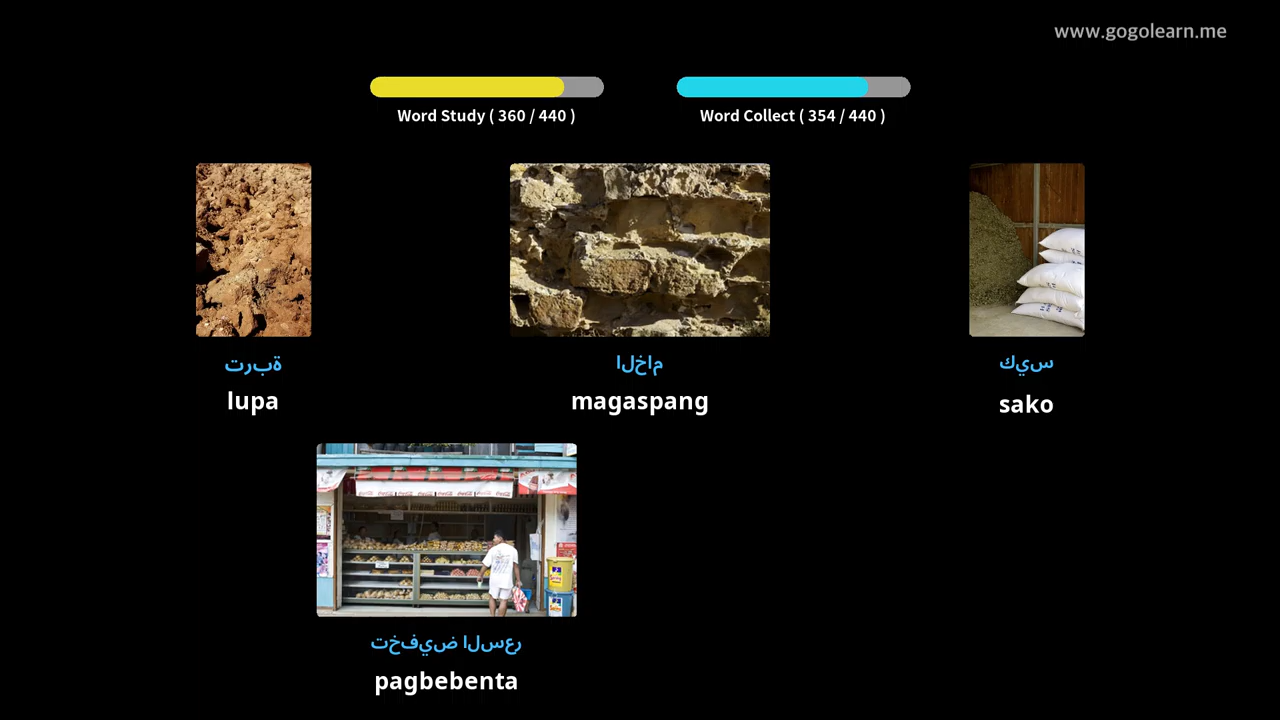 www.gogolearn.me
Word Study ( 360 / 440 )
Word Collect ( 354 / 440 )
تربة
lupa
الخام
magaspang
كيس
sako
تخفيض السعر
pagbebenta